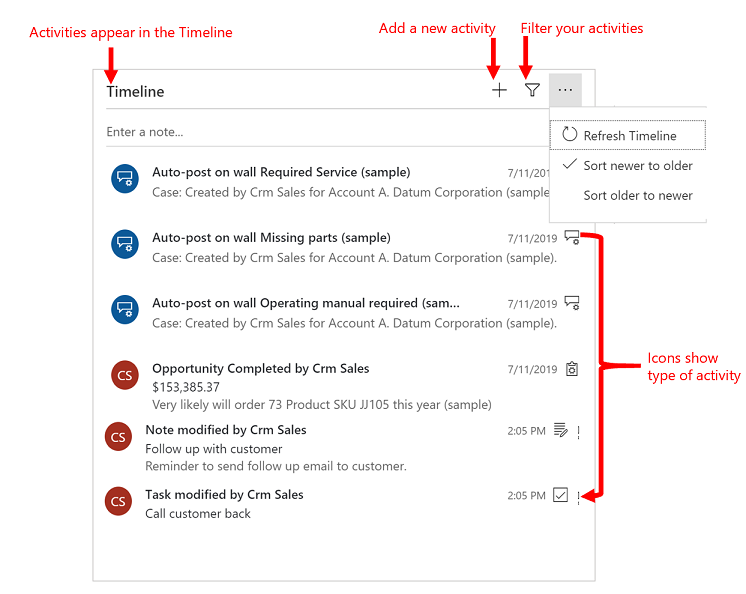 Activities appear in the Timeline
Add a new activity
Filter your activities
Timeline
Enter a note...
Refresh Timeline
Sort newer to older
Sort older to newer
Auto-post on wall Required Service (sample)
Case: Created by Crm Sales for Account A. Datum Corporation (sample
Auto-post on wall Missing parts (sample)
7/11/2019
Case: Created by Crm Sales for Account A. Datum Corporation (sample).
Auto-post on wall Operating manual required (sam...
7/11/2019
Case: Created by Crm Sales for Account A. Datum Corporation (sample).
Icons show
type of activity
CS
Opportunity Completed by Crm Sales
7/11/2019
$153,385.37
Very likely will order 73 Product SKU JJ105 this year (sample)
CS
Note modified by Crm Sales
2:05 PM
Follow up with customer
Reminder to send follow up email to customer.
CS
Task modified by Crm Sales
2:05 PM
Call customer back